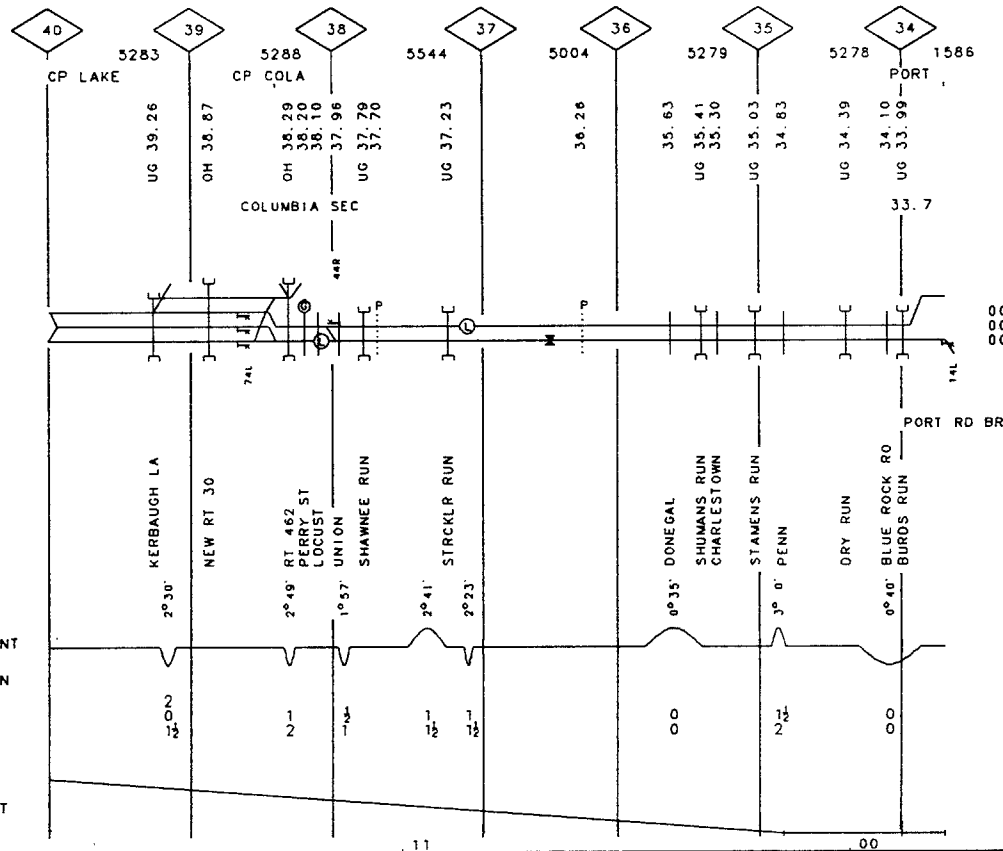 40 39 38 37 36 35 34
5283 5288 5544 5004 5279 5278 1586
CP LAKE CP COLA PORT
UG 39.26
OH 38.87
OH 38.29
38.20
38.10
37.96
UG 37.79
37.70
UG 37.23
36.26
35.63
UG 35.41
35.30
UG 35.03
34.83
UG 34.39
34.10
UG 33.99
COLUMBIA SEC
33.7
44R
G
P
L
P
L
74L
14L
00
00
00
PORT RD BR
KERBAUGH LA
NEW RT 30
RT 462
PERRY ST
LOCUST
UNION
SHAWNEE RUN
STRCKLR RUN
DONEGAL
SHUMANS RUN
CHARLESTOWN
STAMENS RUN
PENN
DRY RUN
BLUE ROCK RO
BURDS RUN
2°30'
2°49'
1°57'
2°41'
2°23'
0°35'
3° 0'
0°40'
NT
N
2
0 1 ½ 1 1 0 1½ 0
1½ 2 1 1½ 1½ 0 2 0
T
.11 .00